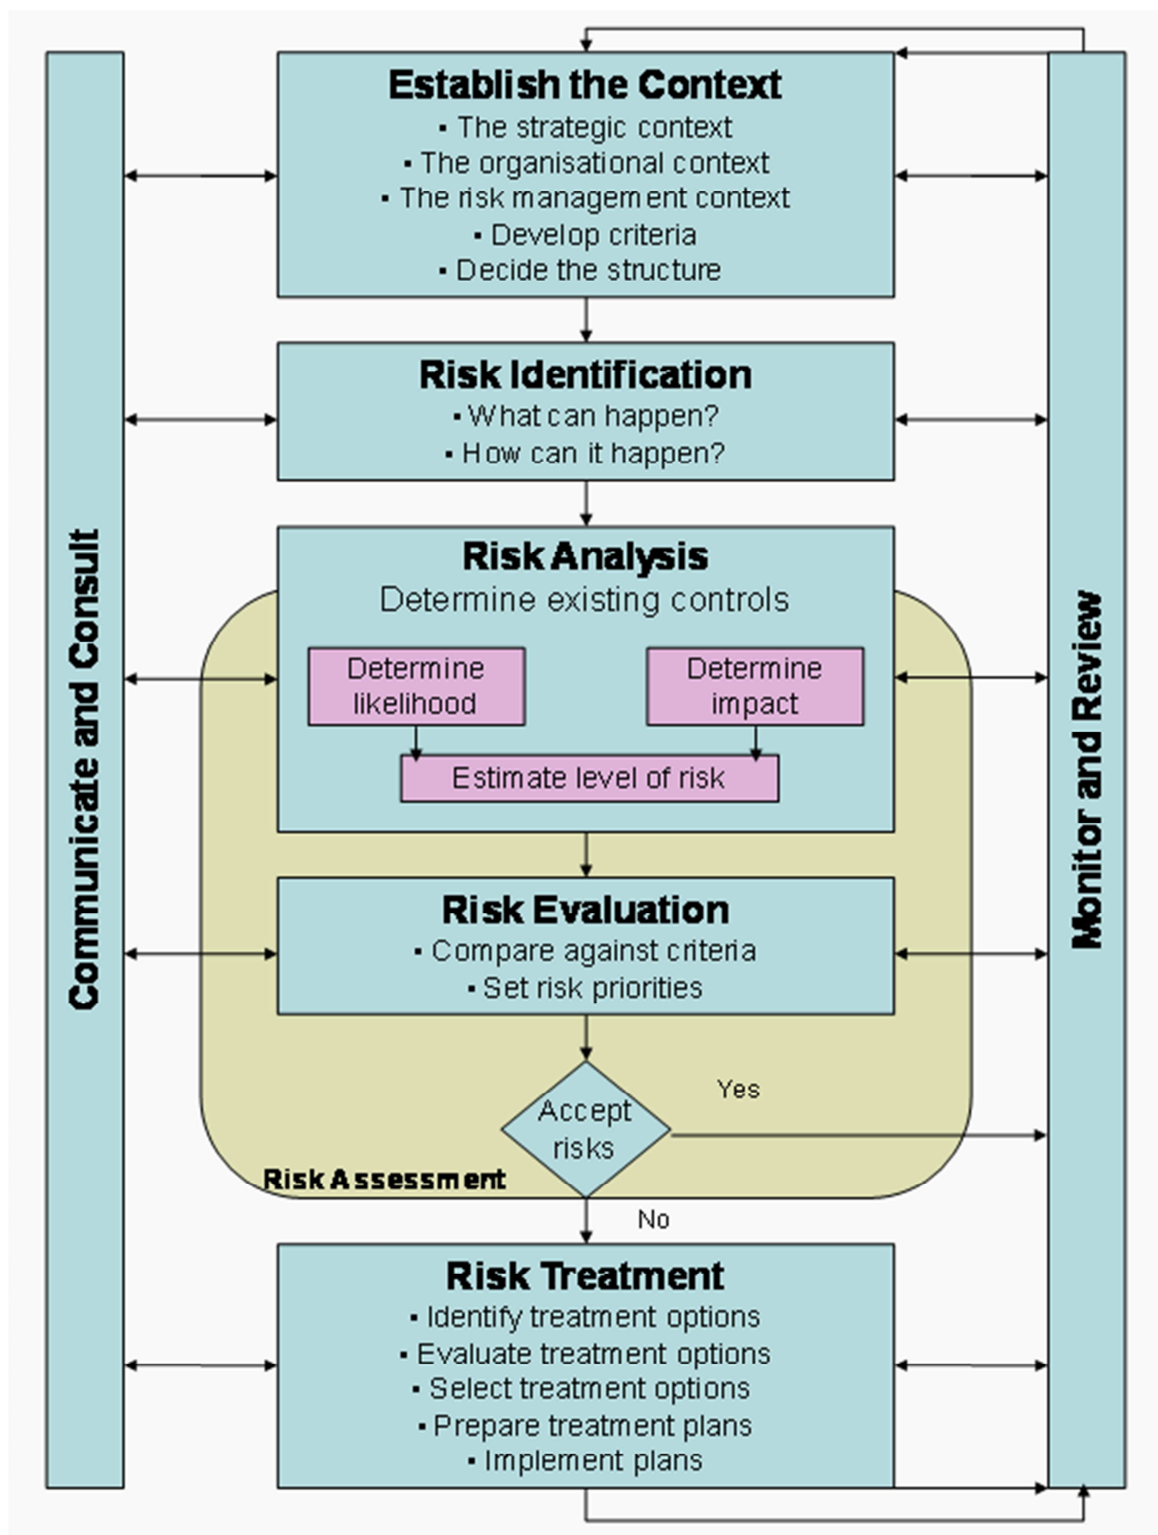 Establish the Context
▪ The strategic context
▪ The organisational context
▪ The risk management context
▪ Develop criteria
▪ Decide the structure
Risk Identification
▪ What can happen?
▪ How can it happen?
Communicate and Consult
Monitor and Review
Risk Analysis
Determine existing controls
Determine
likelihood
Determine
impact
Estimate level of risk
Risk Evaluation
▪ Compare against criteria
▪ Set risk priorities
Accept
risks
Yes
Risk Assessment
No
Risk Treatment
▪ Identify treatment options
▪ Evaluate treatment options
▪ Select treatment options
▪ Prepare treatment plans
▪ Implement plans